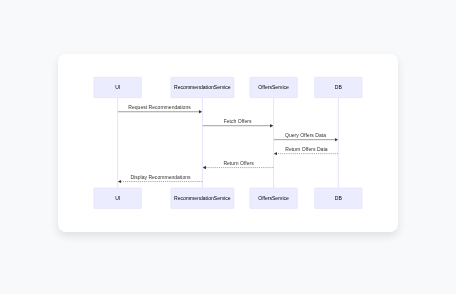 UI RecommendationService OffersService DB
Request Recommendations
Fetch Offers
Query Offers Data
Return Offers Data
Return Offers
Display Recommendations
UI RecommendationService OffersService DB